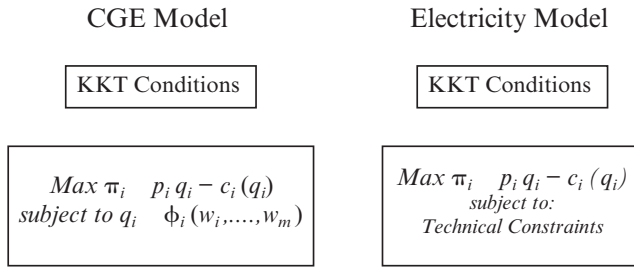 CGE Model
Electricity Model
KKT Conditions
KKT Conditions
Max π_i p_i q_i – c_i (q_i)
subject to q_i ϕ_i (w_i,....,w_m)
Max π_i p_i q_i – c_i (q_i)
subject to:
Technical Constraints